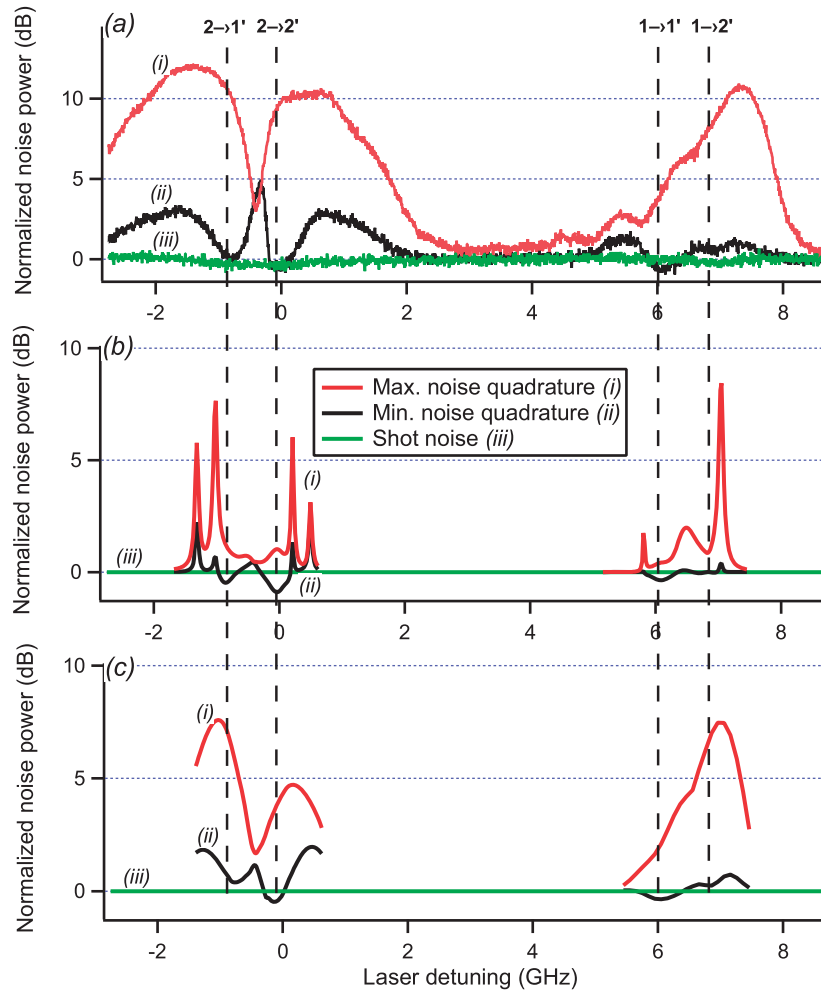 2–›1' 2–›2' 1–›1' 1–›2'
(a)
Normalized noise power (dB)
10
5
0
(i)
(ii)
(iii)
-2 0 2 4 6 8
(b)
Normalized noise power (dB)
10
5
0
Max. noise quadrature (i)
Min. noise quadrature (ii)
Shot noise (iii)
(i)
(iii)
(ii)
-2 0 2 4 6 8
(c)
Normalized noise power (dB)
10
5
0
(i)
(ii)
(iii)
-2 0 2 4 6 8
Laser detuning (GHz)